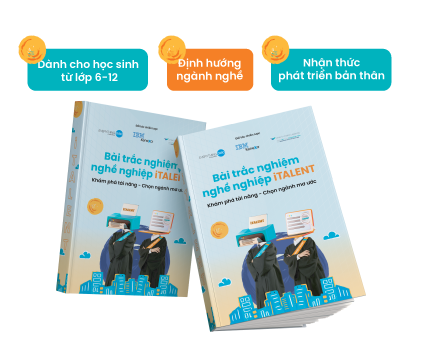 Dành cho học sinh
từ lớp 6-12
Định hướng
ngành nghề
Nhận thức
phát triển bản thân
IBM
Bài trắc nghiệm
nghề nghiệp iTALENT
Khám phá tài năng - Chọn ngành mơ ước
IBM
Bài trắc nghiệm
nghề nghiệp iTALENT
Khám phá tài năng - Chọn ngành mơ ước